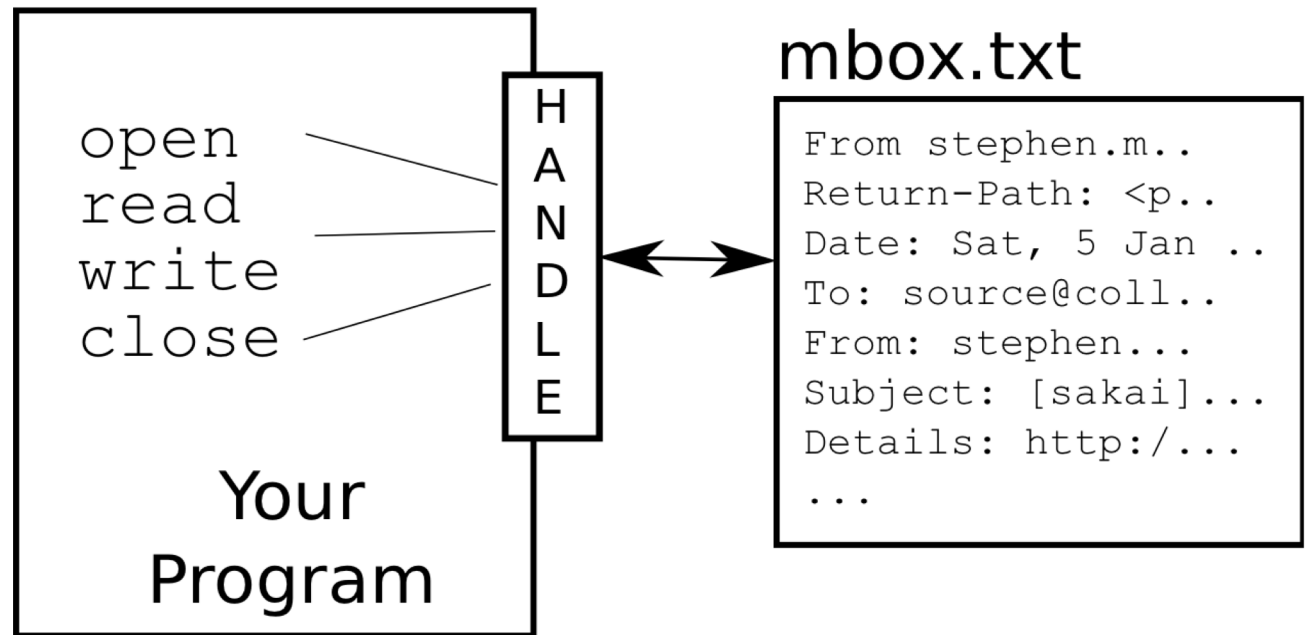 open
read
write
close
Your
Program
H
A
N
D
L
E
mbox.txt
From stephen.m..
Return-Path: <p..
Date: Sat, 5 Jan ..
To: source@coll..
From: stephen...
Subject: [sakai]...
Details: http:/...
...